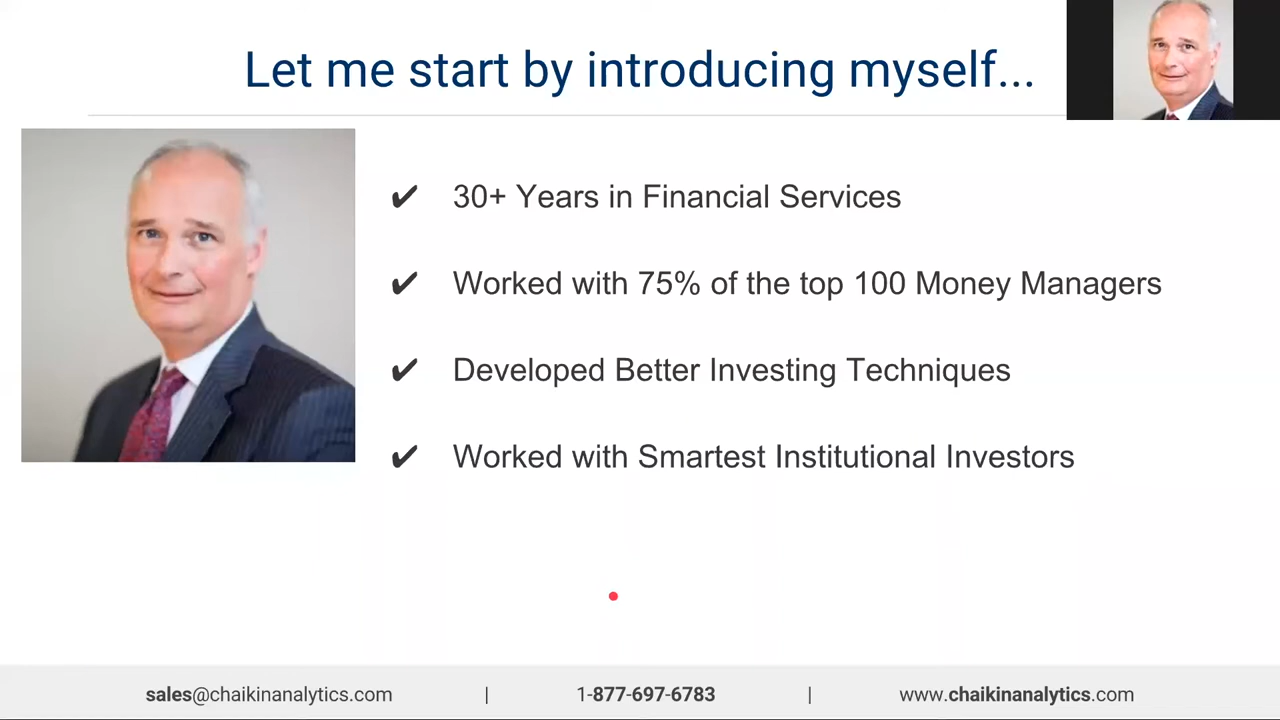 Let me start by introducing myself...
✔ 30+ Years in Financial Services
✔ Worked with 75% of the top 100 Money Managers
✔ Developed Better Investing Techniques
✔ Worked with Smartest Institutional Investors
sales@chaikinanalytics.com | 1-877-697-6783 | www.chaikinanalytics.com